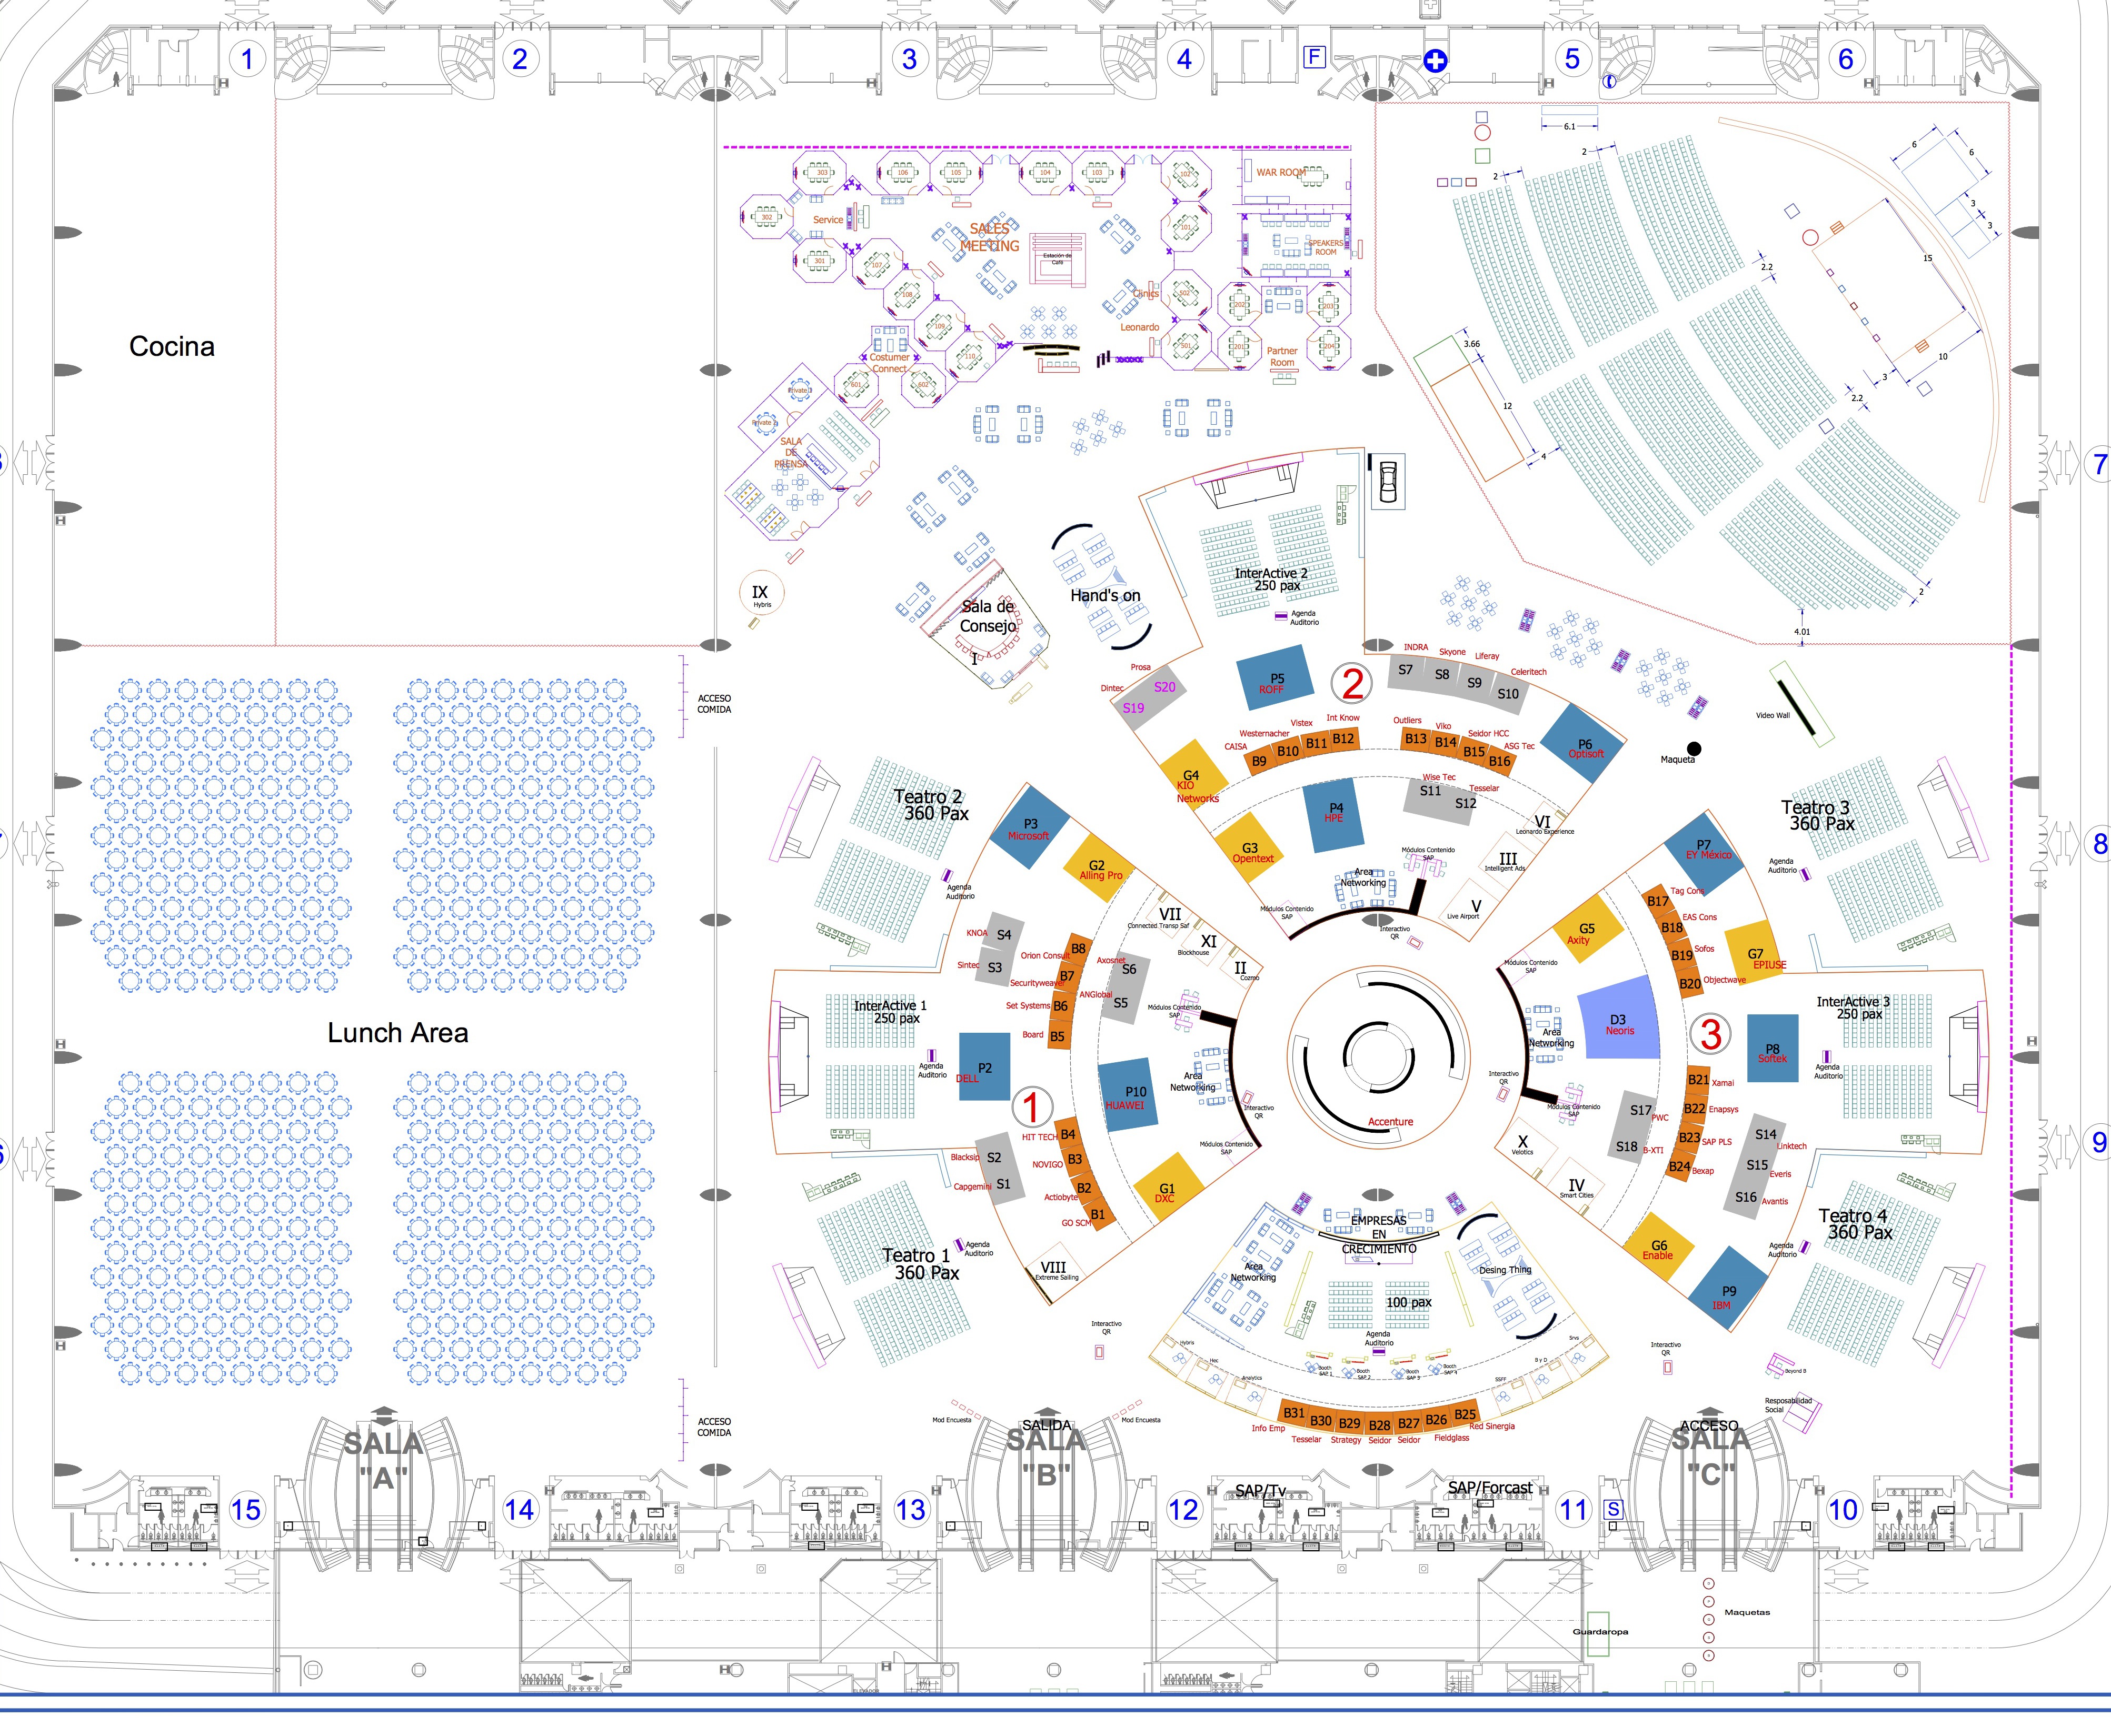 1
2
3
4
F
5
6
6.1
2
2
6
6
3
3
15
2.2
10
3
2.2
3.66
12
4
2
4.01
303
106
105
104
103
102
WAR ROOM
302
Service
SALES
MEETING
101
SPEAKERS
ROOM
301
107
Estación de
Café
108
Clinics
502
202
203
109
Leonardo
501
201
204
110
Costumer
Connect
Partner
Room
601
602
Private
Private
SALA
DE
PRENSA
Cocina
7
IX
Hybris
Sala de
Consejo
I
Hand's on
InterActive 2
250 pax
Agenda
Auditorio
ACCESO
COMIDA
Prosa
Dintec
S20
S19
P5
ROFF
2
INDRA
Skyone
Liferay
Celeritech
S7
S8
S9
S10
P6
Optisoft
Video Wall
Maqueta
CAISA
Westernacher
Vistex
Int Know
B9
B10
B11
B12
Outliers
Viko
Seidor HCC
ASG Tec
B13
B14
B15
B16
G4
KIO
Networks
G3
Opentext
P4
HPE
Wise Tec
Tesselar
S11
S12
VI
Leonardo Experience
III
Intelligent Ads
V
Live Airport
Módulos Contenido
SAP
Area
Networking
Módulos Contenido
SAP
Interactivo
QR
Teatro 2
360 Pax
Agenda
Auditorio
P3
Microsoft
G2
Alling Pro
VII
Connected Transp Saf
XI
Blockhouse
II
Cozmo
KNOA
S4
Sintec
S3
Orion Consult
B8
Securityweaver
B7
Set Systems
B6
Board
B5
Axosnet
S6
ANGlobal
S5
Módulos Contenido
SAP
InterActive 1
250 pax
Agenda
Auditorio
P2
DELL
1
P10
HUAWEI
Area
Networking
Interactivo
QR
Módulos Contenido
SAP
HIT TECH
B4
NOVIGO
B3
Actiobyte
B2
GO SCM
B1
Blacksip
S2
Capgemini
S1
G1
DXC
VIII
Extreme Sailing
Teatro 1
360 Pax
Agenda
Auditorio
Accenture
Teatro 3
360 Pax
Agenda
Auditorio
8
P7
EY México
Tag Cons
B17
EAS Cons
B18
Sofos
B19
Objectwave
B20
G5
Axity
G7
EPIUSE
Módulos Contenido
SAP
D3
Neoris
Area
Networking
3
P8
Softek
InterActive 3
250 pax
Agenda
Auditorio
Interactivo
QR
Módulos Contenido
SAP
B21
Xamai
B22
Enapsys
B23
SAP PLS
B24
Bexap
S17
PWC
S18
B-XTI
S14
Linktech
S15
Everis
S16
Avantis
X
Velotics
IV
Smart Cities
G6
Enable
P9
IBM
Teatro 4
360 Pax
Agenda
Auditorio
9
Lunch Area
EMPRESAS
EN
CRECIMIENTO
Area
Networking
Desing Thing
100 pax
Agenda
Auditorio
Hybris
Hec
Analytics
Booth
SAP 1
Booth
SAP 2
Booth
SAP 3
Booth
SAP 4
SSFF
B y D
Srvs
B31
B30
B29
B28
B27
B26
B25
Info Emp
Tesselar
Strategy
Seidor
Seidor
Fieldglass
Red Sinergia
Interactivo
QR
Interactivo
QR
Beyond B
Resposabilidad
Social
ACCESO
COMIDA
Mod Encuesta
Mod Encuesta
SALA
"A"
SALIDA
SALA
"B"
ACCESO
SALA
"C"
SAP/Tv
SAP/Forcast
15
14
13
12
11
S
10
Guardaropa
Maquetas